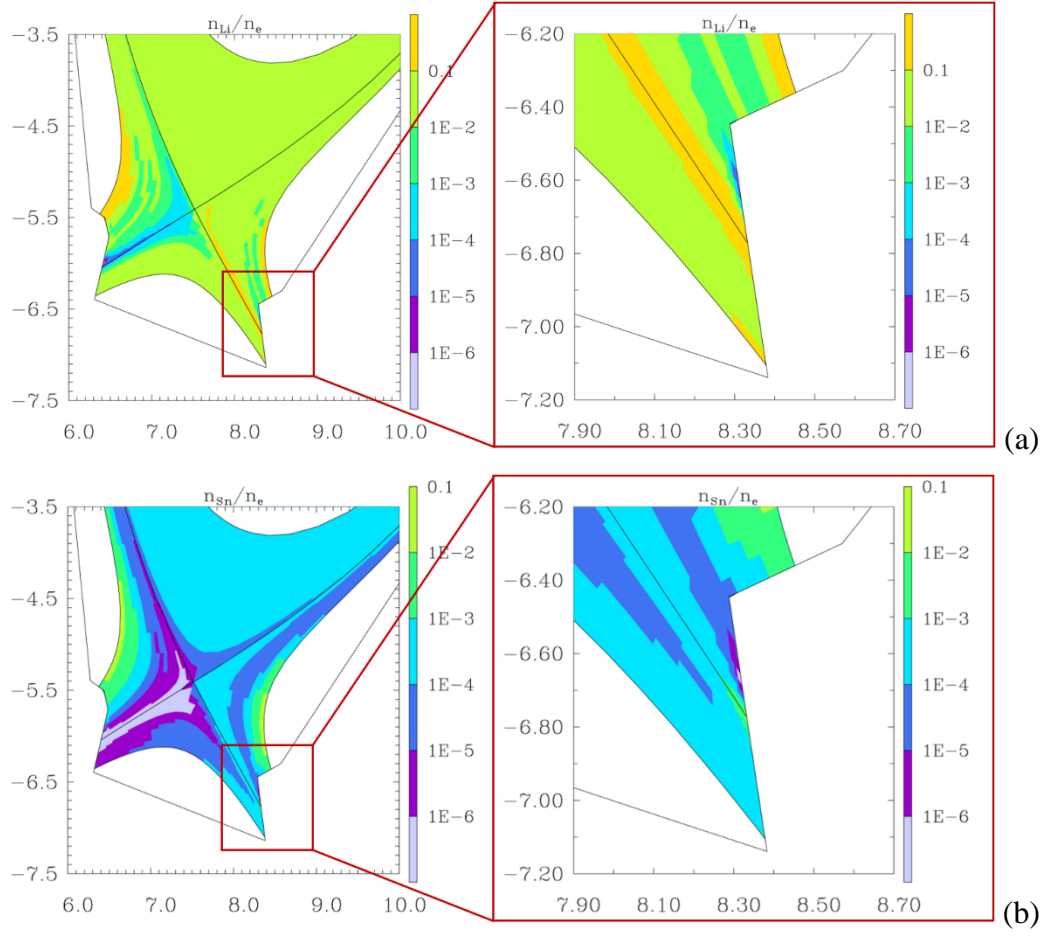 n_Li/n_e
−3.5
−4.5
−5.5
−6.5
−7.5
6.0 7.0 8.0 9.0 10.0
0.1
1E−2
1E−3
1E−4
1E−5
1E−6
n_Li/n_e
−6.20
−6.40
−6.60
−6.80
−7.00
−7.20
7.90 8.10 8.30 8.50 8.70
0.1
1E−2
1E−3
1E−4
1E−5
1E−6
(a)
n_Sn/n_e
−3.5
−4.5
−5.5
−6.5
−7.5
6.0 7.0 8.0 9.0 10.0
0.1
1E−2
1E−3
1E−4
1E−5
1E−6
n_Sn/n_e
−6.20
−6.40
−6.60
−6.80
−7.00
−7.20
7.90 8.10 8.30 8.50 8.70
0.1
1E−2
1E−3
1E−4
1E−5
1E−6
(b)